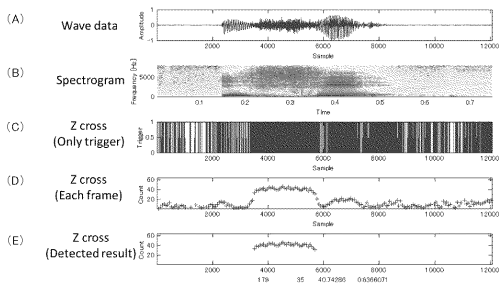 (A) Wave data
Amplitude
1
0
-1
2000 4000 6000 8000 10000 12000
Sample
(B) Spectrogram
Frequency [Hz]
5000
0
0.1 0.2 0.3 0.4 0.5 0.6 0.7
Time
(C) Z cross
(Only trigger)
Trigger
1
0.5
0
2000 4000 6000 8000 10000 12000
Sample
(D) Z cross
(Each frame)
Count
60
40
20
0
2000 4000 6000 8000 10000 12000
Sample
(E) Z cross
(Detected result)
Count
60
40
20
0
2000 4000 6000 8000 10000 12000
179 35 40.74286 0.6366071